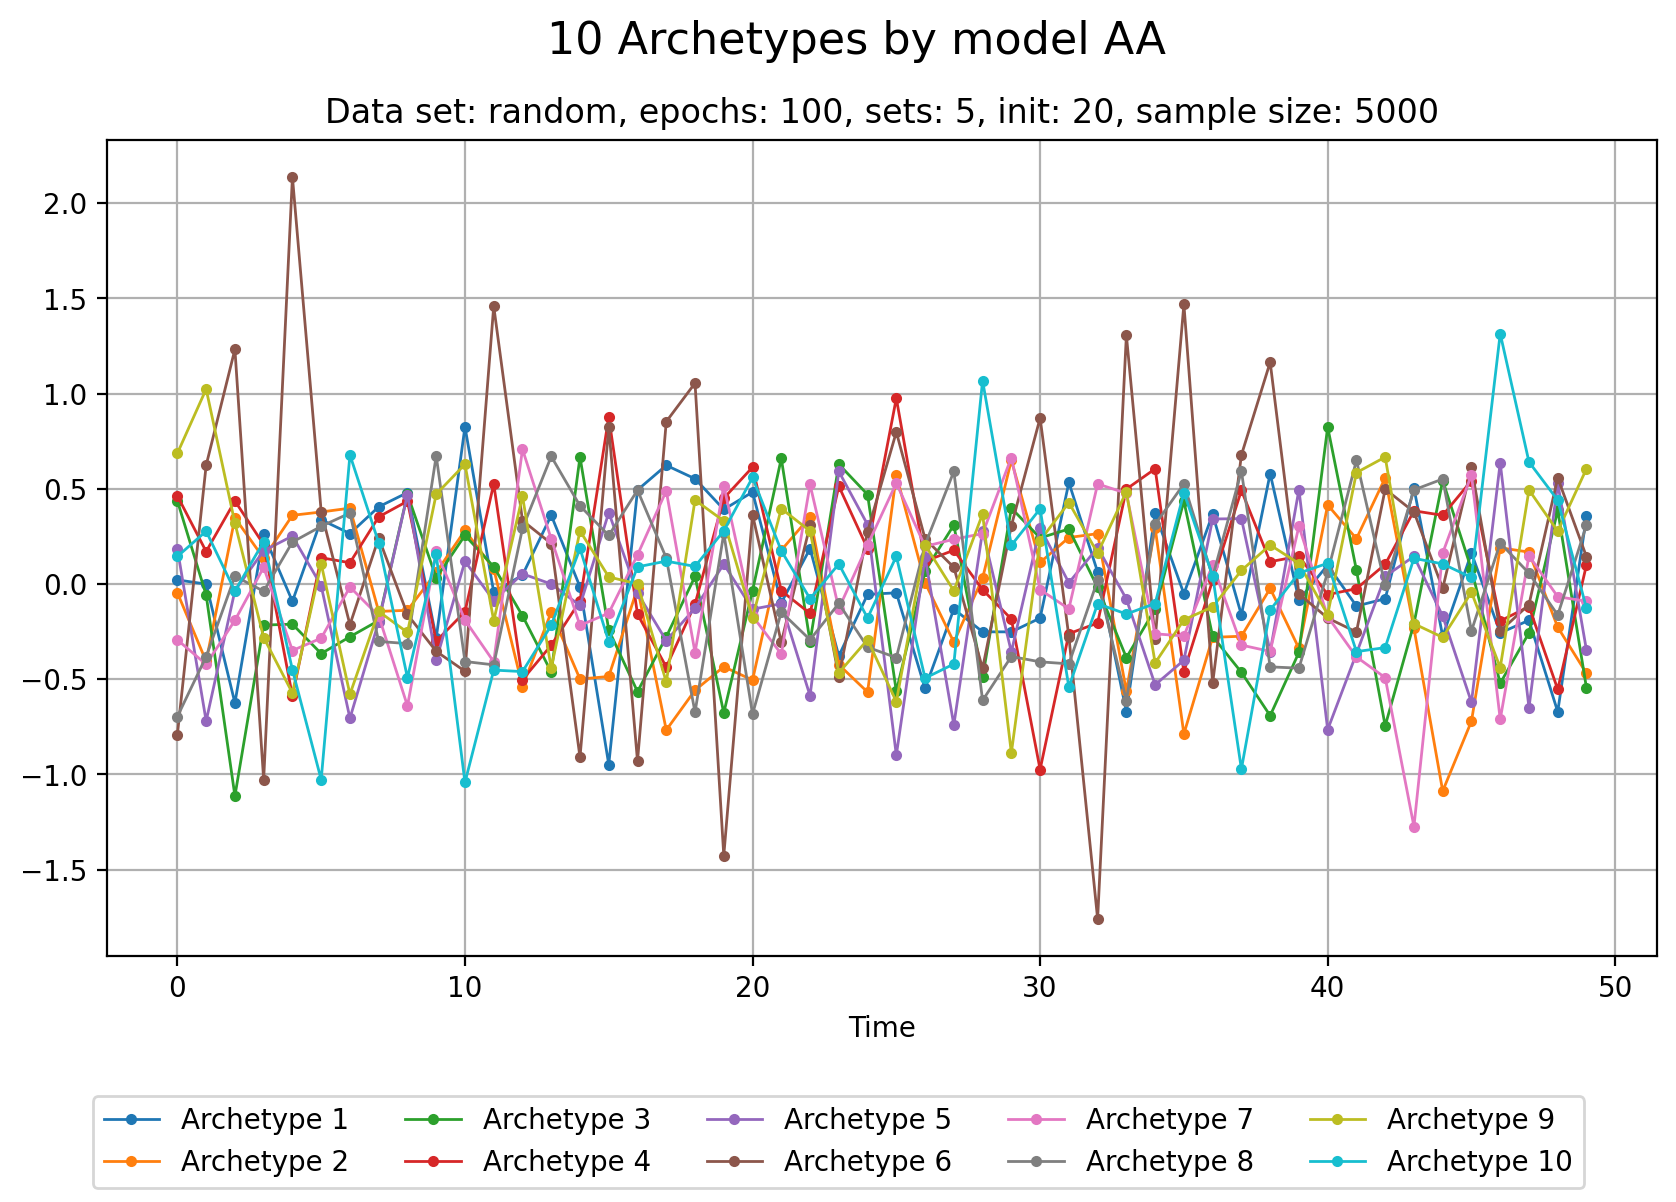 10 Archetypes by model AA
Data set: random, epochs: 100, sets: 5, init: 20, sample size: 5000
2.0
1.5
1.0
0.5
0.0
−0.5
−1.0
−1.5
0 10 20 30 40 50
Time
Archetype 1 Archetype 3 Archetype 5 Archetype 7 Archetype 9
Archetype 2 Archetype 4 Archetype 6 Archetype 8 Archetype 10